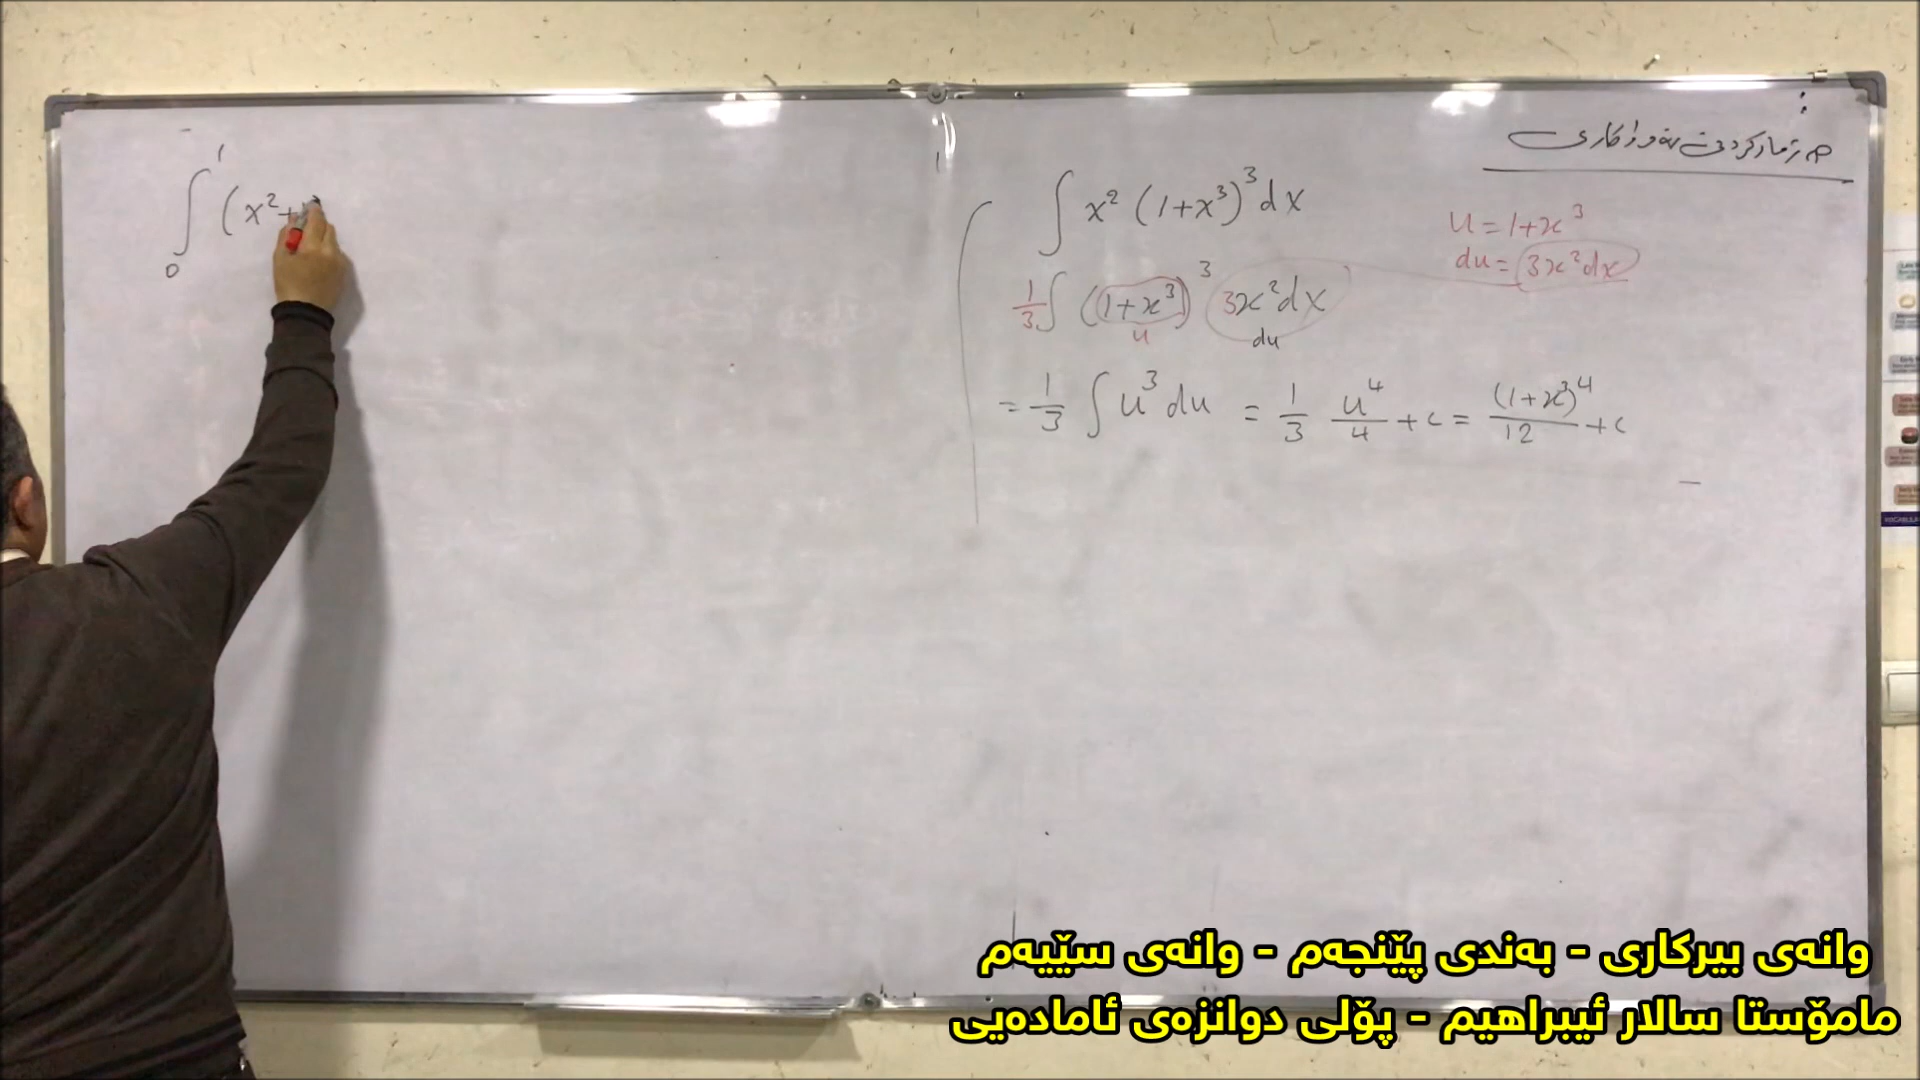 ∫₀¹ (x²+
ژمارکردنی تەواوکاری
∫ x² (1+x³)³ dx
u = 1+x³
du = 3x²dx
1/3 ∫ (1+x³)³ 3x²dx
u du
= 1/3 ∫ u³ du = 1/3 u⁴/4 + c = (1+x³)⁴/12 + c
وانەی بیرکاری - بەندی پێنجەم - وانەی سێیەم
مامۆستا سالار ئیبراهیم - پۆلی دوانزەی ئامادەیی